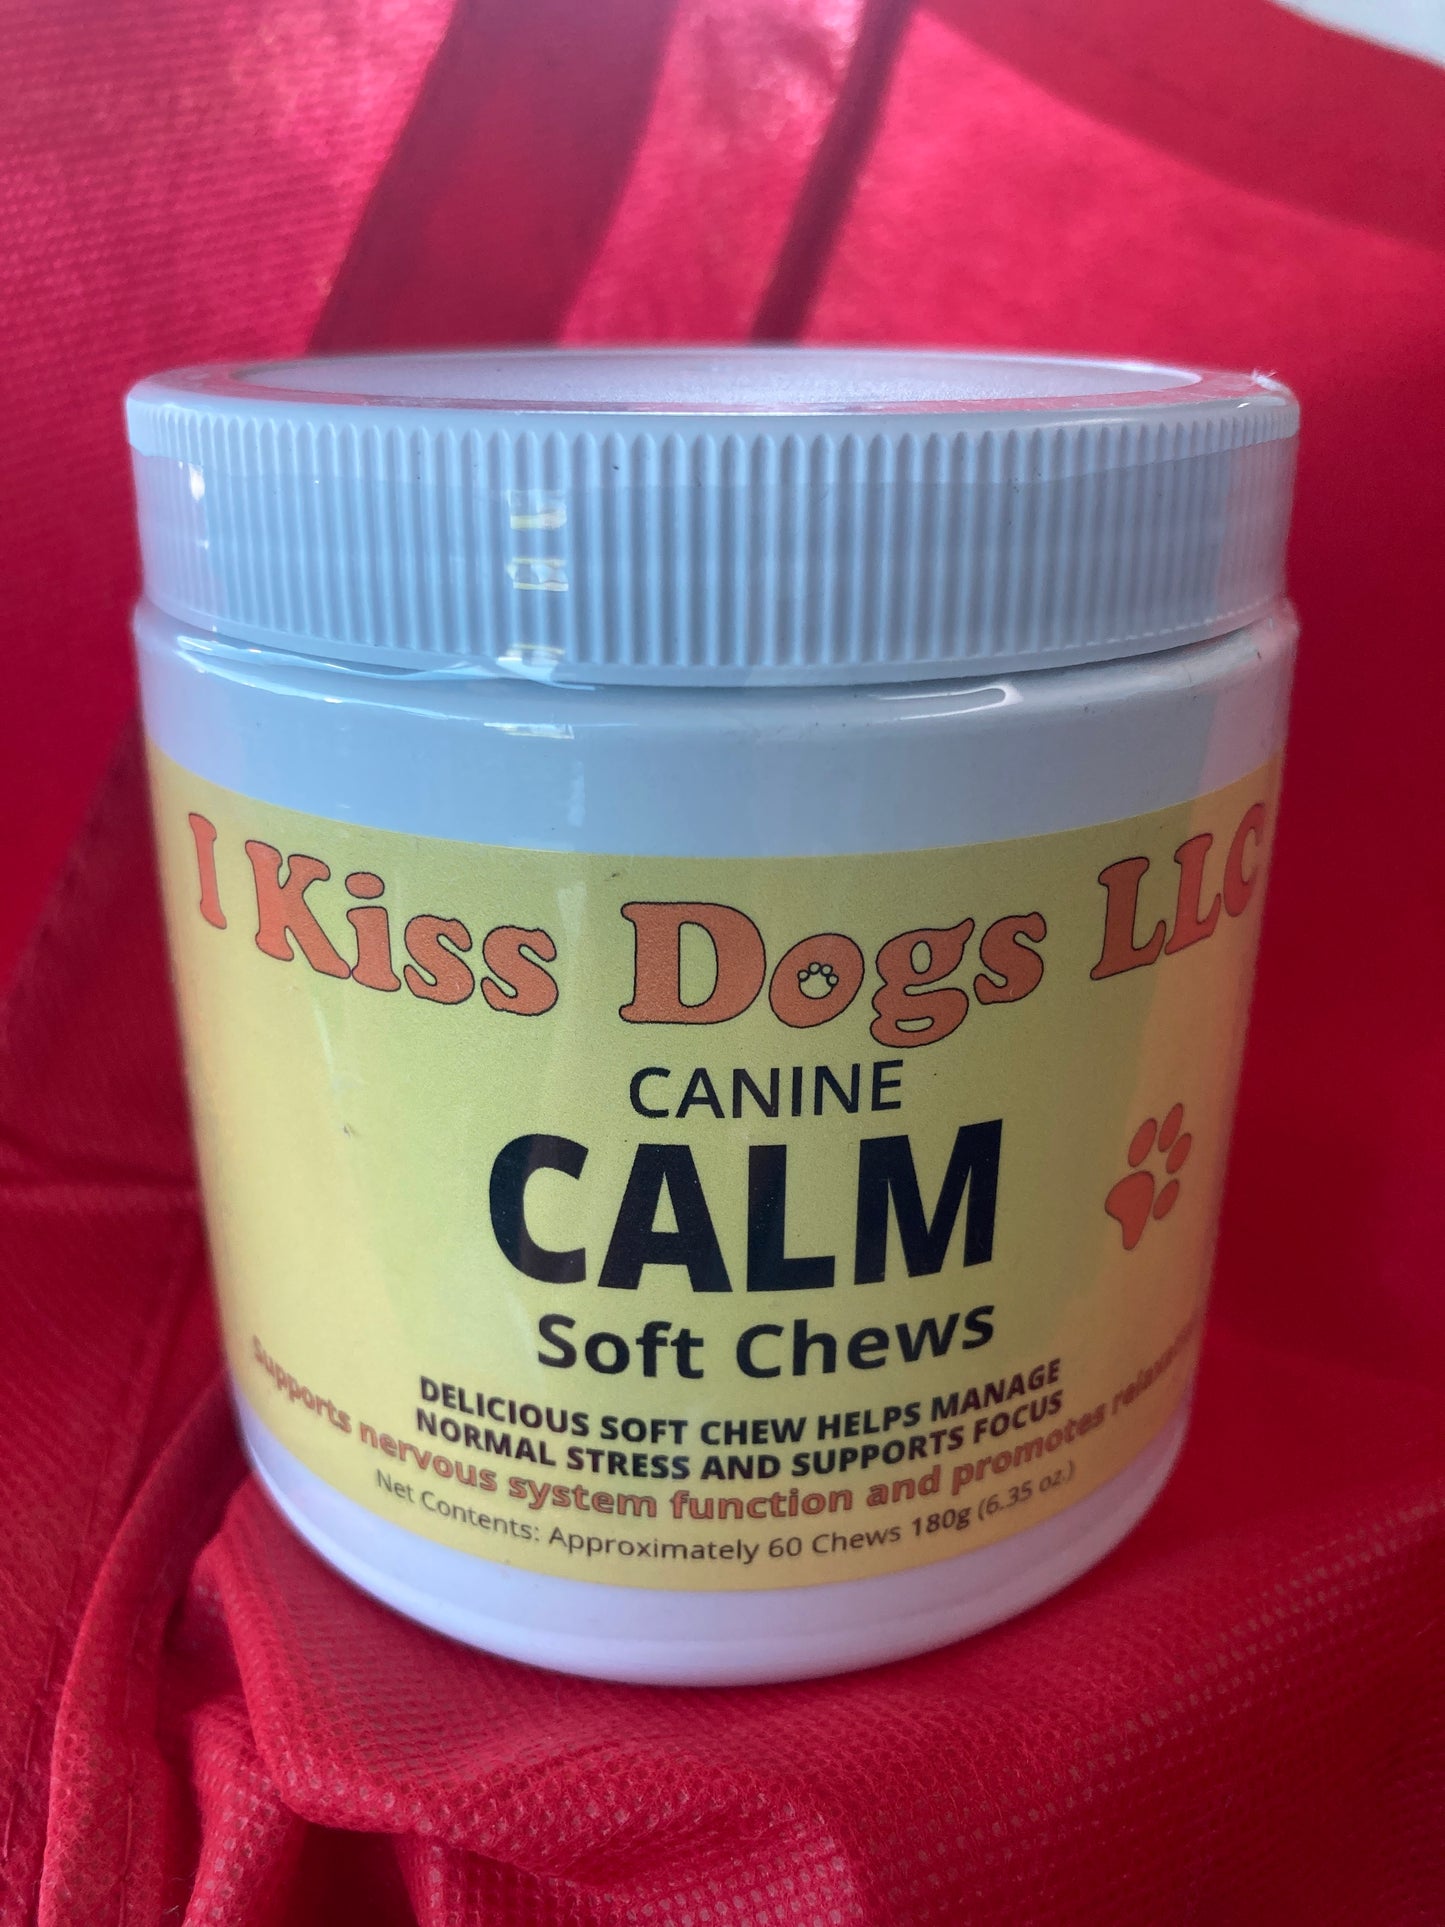 I Kiss Dogs LLC
CANINE
CALM
Soft Chews
DELICIOUS SOFT CHEW HELPS MANAGE
NORMAL STRESS AND SUPPORTS FOCUS
Supports nervous system function and promotes
Net Contents: Approximately 60 Chews 180g (6.35 oz.)